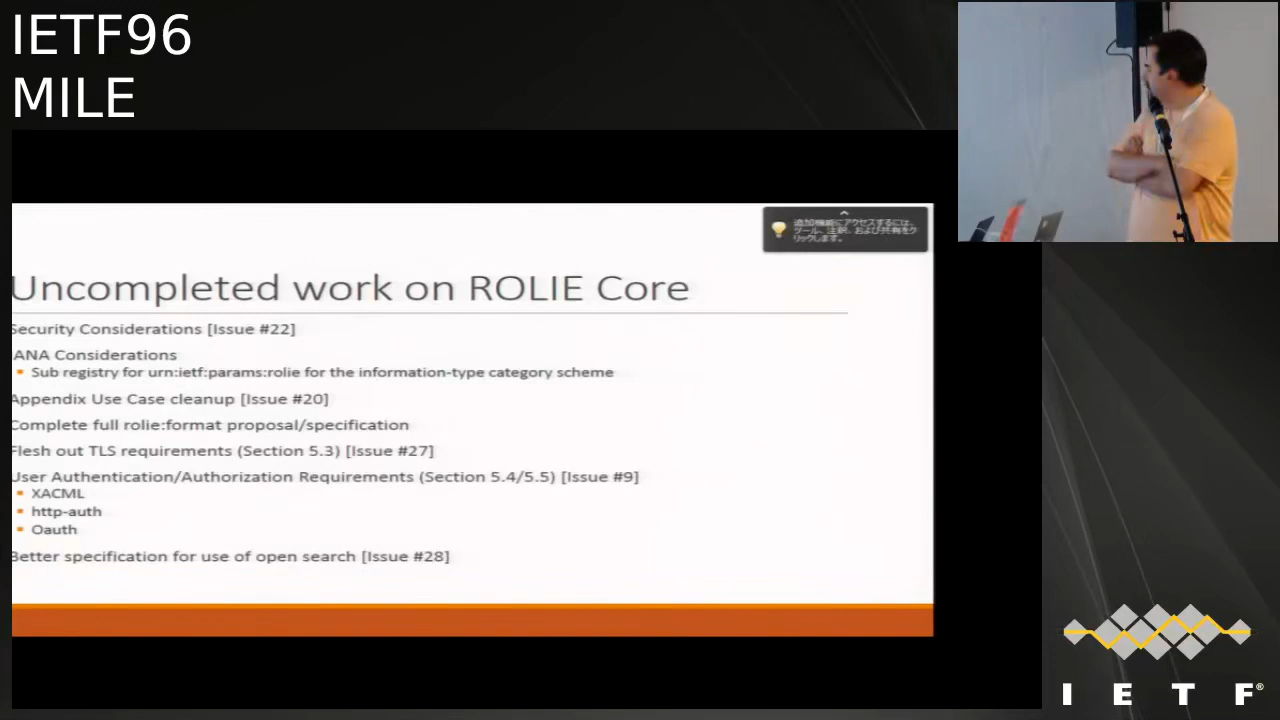 IETF96
MILE
追加機能にアクセスするには、
ツール、注釈、および共有をク
リックします。
Uncompleted work on ROLIE Core
Security Considerations [Issue #22]
IANA Considerations
Sub registry for urn:ietf:params:rolie for the information-type category scheme
Appendix Use Case cleanup [Issue #20]
Complete full rolie:format proposal/specification
Flesh out TLS requirements (Section 5.3) [Issue #27]
User Authentication/Authorization Requirements (Section 5.4/5.5) [Issue #9]
XACML
http-auth
Oauth
Better specification for use of open search [Issue #28]
I E T F®